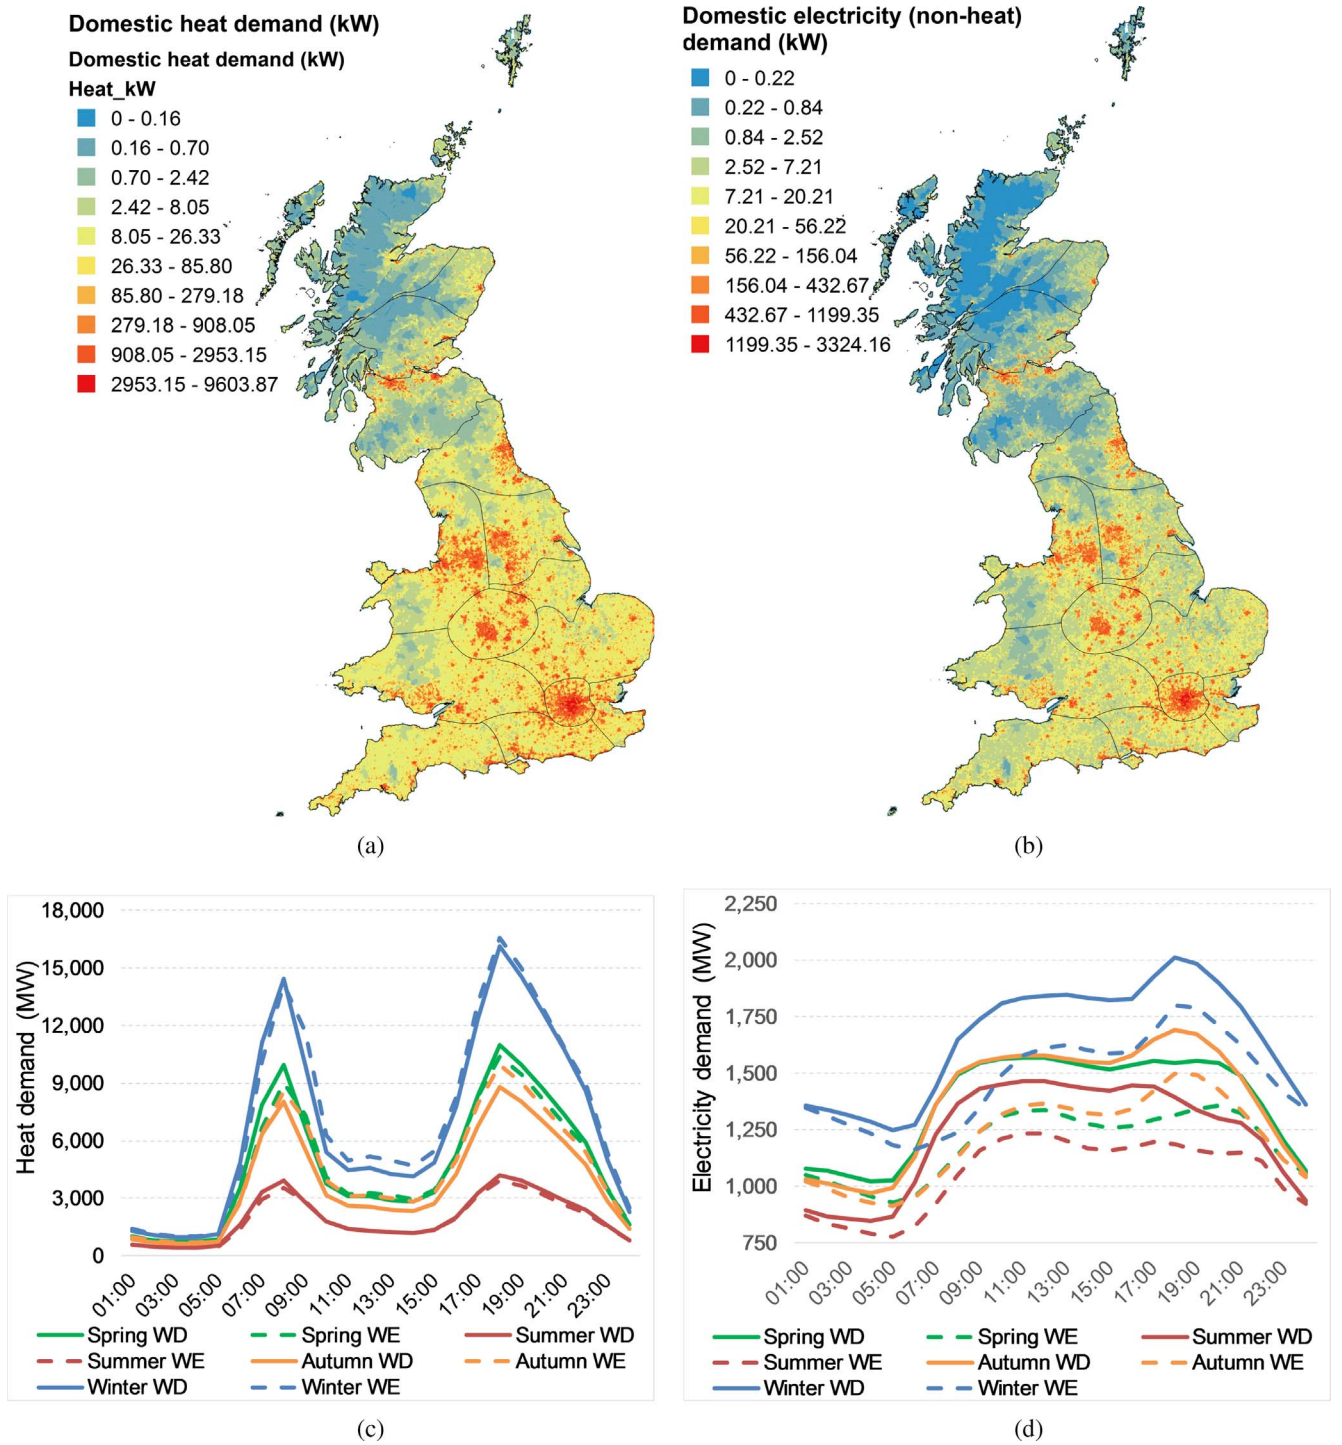 Domestic heat demand (kW)
Domestic heat demand (kW)
Heat_kW
0 - 0.16
0.16 - 0.70
0.70 - 2.42
2.42 - 8.05
8.05 - 26.33
26.33 - 85.80
85.80 - 279.18
279.18 - 908.05
908.05 - 2953.15
2953.15 - 9603.87
(a)
Domestic electricity (non-heat)
demand (kW)
0 - 0.22
0.22 - 0.84
0.84 - 2.52
2.52 - 7.21
7.21 - 20.21
20.21 - 56.22
56.22 - 156.04
156.04 - 432.67
432.67 - 1199.35
1199.35 - 3324.16
(b)
Heat demand (MW)
18,000
15,000
12,000
9,000
6,000
3,000
0
01:00 03:00 05:00 07:00 09:00 11:00 13:00 15:00 17:00 19:00 21:00 23:00
Spring WD Spring WE Summer WD
Summer WE Autumn WD Autumn WE
Winter WD Winter WE
(c)
Electricity demand (MW)
2,250
2,000
1,750
1,500
1,250
1,000
750
01:00 03:00 05:00 07:00 09:00 11:00 13:00 15:00 17:00 19:00 21:00 23:00
Spring WD Spring WE Summer WD
Summer WE Autumn WD Autumn WE
Winter WD Winter WE
(d)